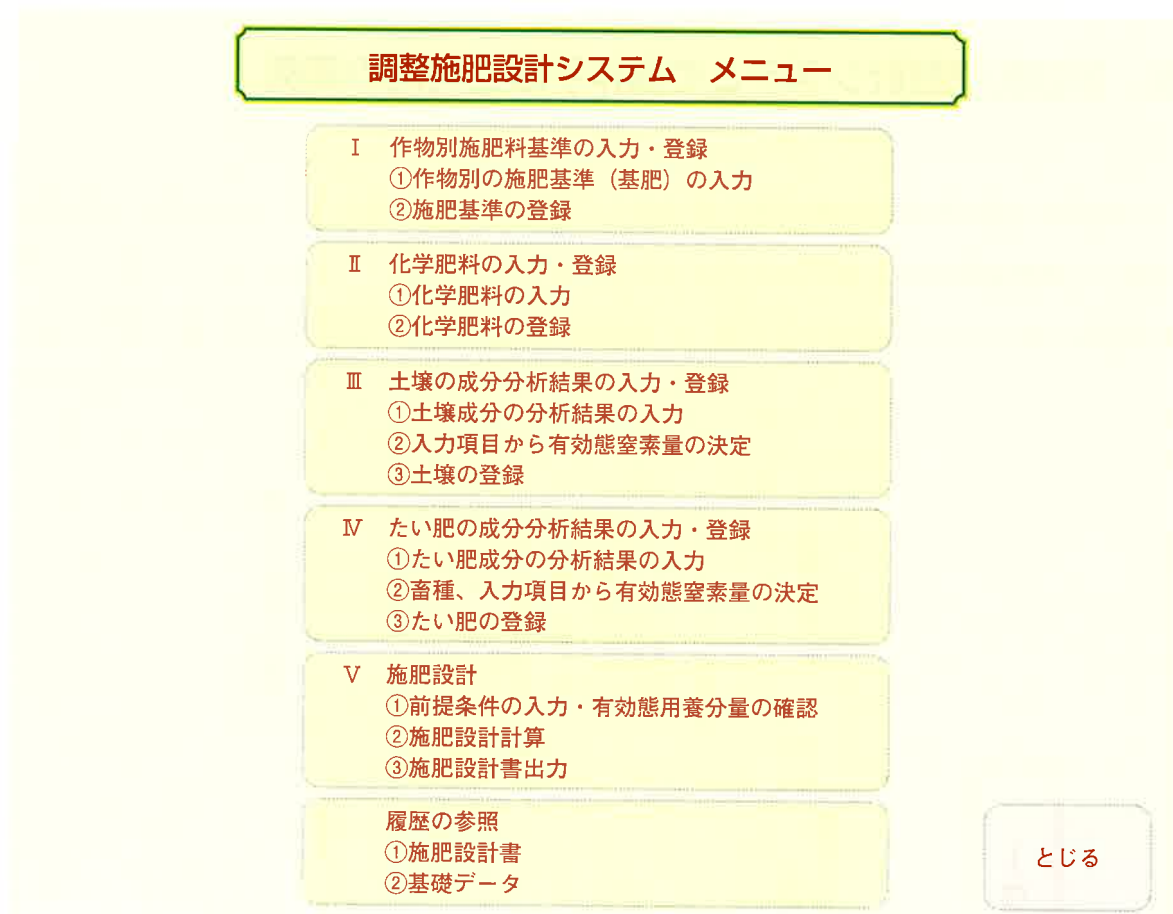 調整施肥設計システム　メニュー
Ⅰ　作物別施肥料基準の入力・登録
①作物別の施肥基準（基肥）の入力
②施肥基準の登録
Ⅱ　化学肥料の入力・登録
①化学肥料の入力
②化学肥料の登録
Ⅲ　土壌の成分分析結果の入力・登録
①土壌成分の分析結果の入力
②入力項目から有効態窒素量の決定
③土壌の登録
Ⅳ　たい肥の成分分析結果の入力・登録
①たい肥成分の分析結果の入力
②畜種、入力項目から有効態窒素量の決定
③たい肥の登録
Ⅴ　施肥設計
①前提条件の入力・有効態用養分量の確認
②施肥設計計算
③施肥設計書出力
履歴の参照
①施肥設計書
②基礎データ
とじる